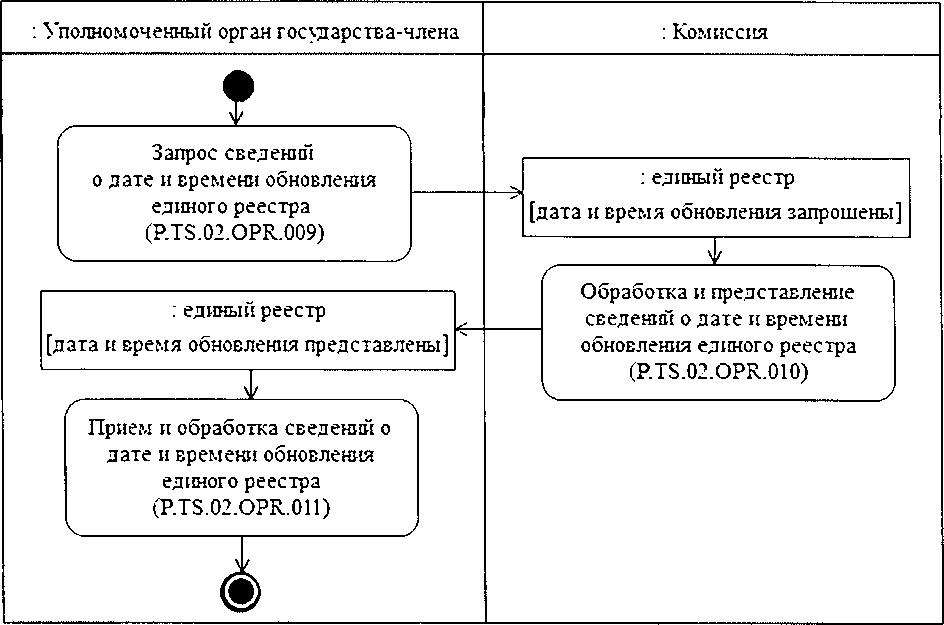 : Уполномоченный орган государства-члена
: Комиссия
Запрос сведений
о дате и времени обновления
единого реестра
(P.TS.02.OPR.009)
: единый реестр
[дата и время обновления запрошены]
Обработка и представление
сведений о дате и времени
обновления единого реестра
(P.TS.02.OPR.010)
: единый реестр
[дата и время обновления представлены]
Прием и обработка сведений о
дате и времени обновления
единого реестра
(P.TS.02.OPR.011)